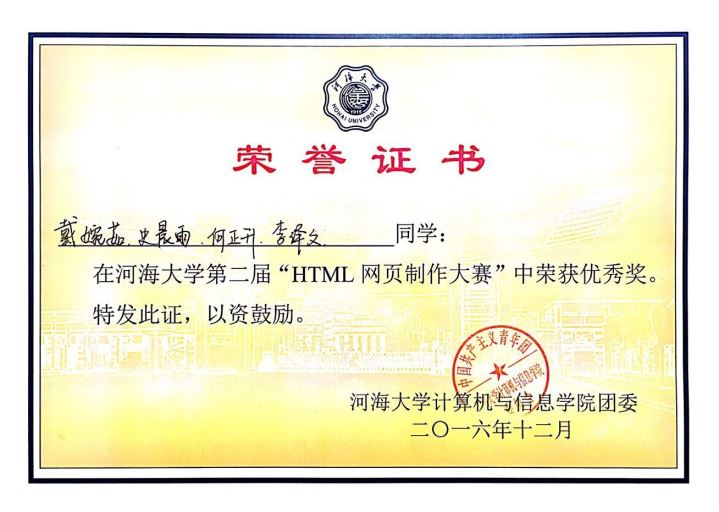 河海大学
1915
HOHAI UNIVERSITY
荣誉证书
戴婉茹、史晨雨、何正升、李绎文 同学:
在河海大学第二届“HTML 网页制作大赛”中荣获优秀奖。
特发此证，以资鼓励。
中国共产主义青年团
河海大学计算机与信息学院团委
二〇一六年十二月